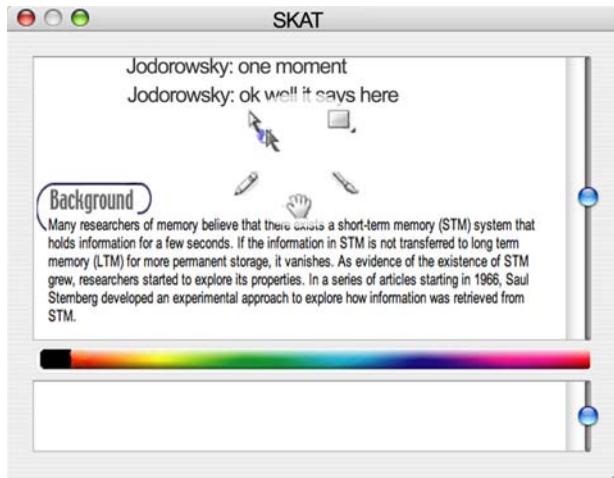 SKAT
Jodorowsky: one moment
Jodorowsky: ok well it says here
Background
Many researchers of memory believe that there exists a short-term memory (STM) system that
holds information for a few seconds. If the information in STM is not transferred to long term
memory (LTM) for more permanent storage, it vanishes. As evidence of the existence of STM
grew, researchers started to explore its properties. In a series of articles starting in 1966, Saul
Sternberg developed an experimental approach to explore how information was retrieved from
STM.